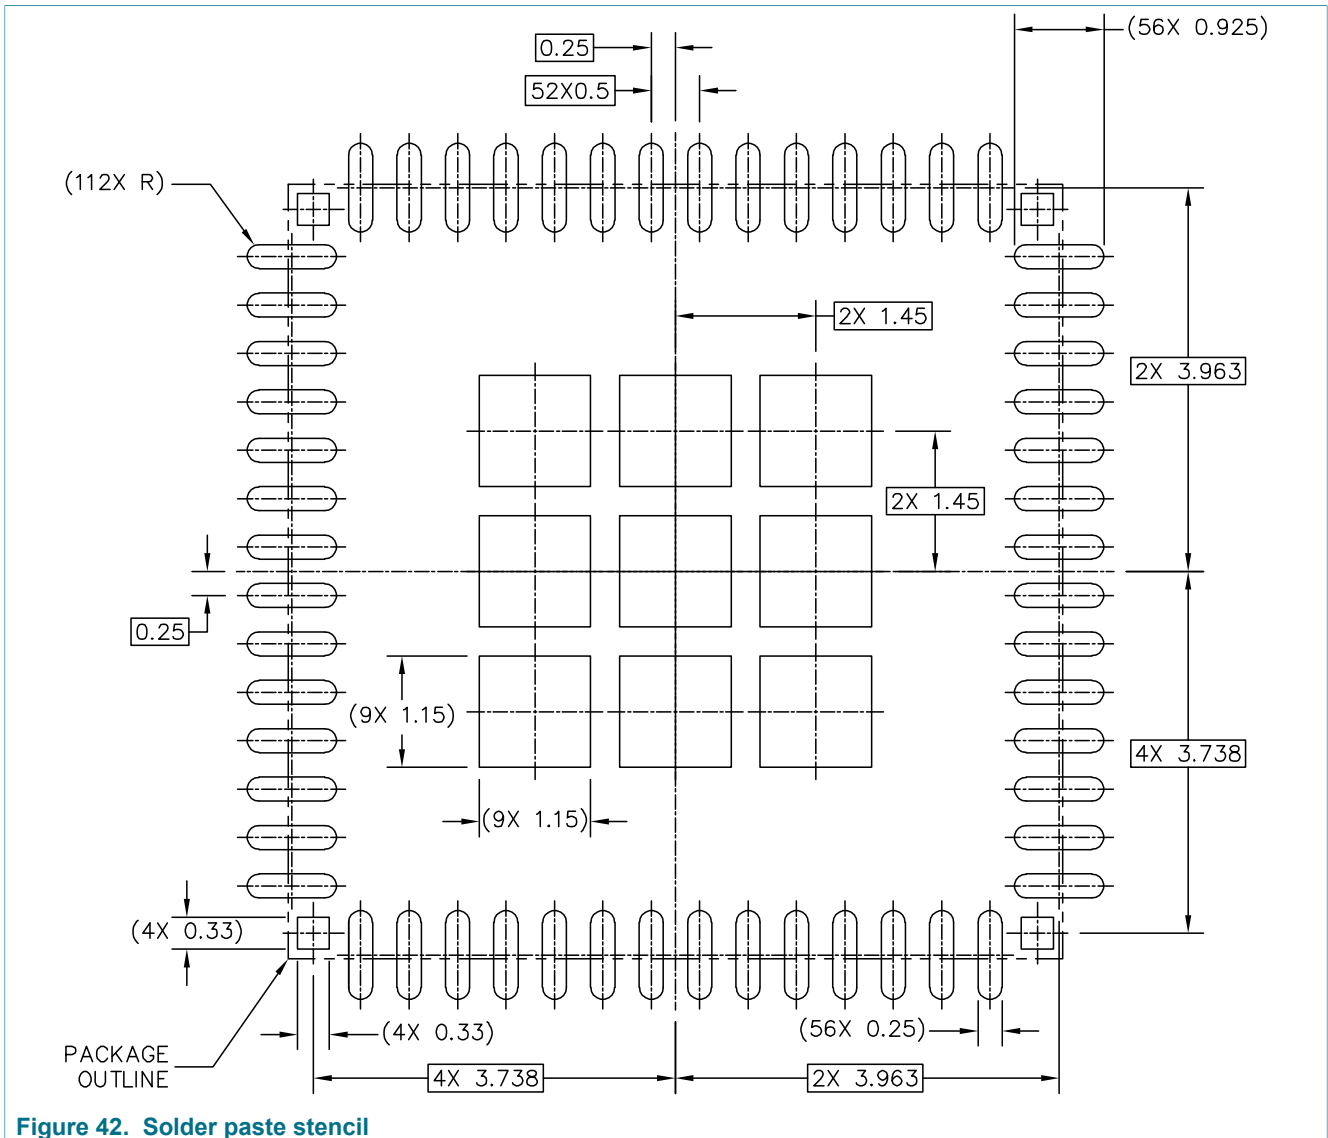 (56X 0.925)
0.25
52X0.5
(112X R)
2X 1.45
2X 3.963
2X 1.45
0.25
(9X 1.15)
4X 3.738
(9X 1.15)
(4X 0.33)
(4X 0.33)
(56X 0.25)
PACKAGE
OUTLINE
4X 3.738
2X 3.963
Figure 42. Solder paste stencil